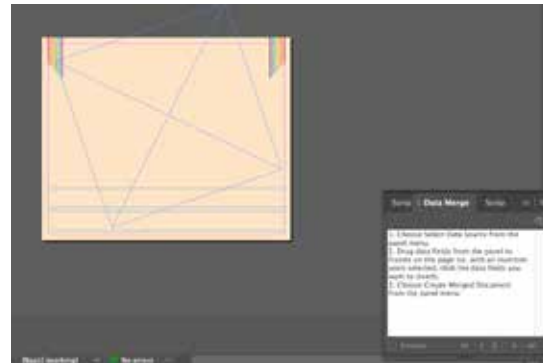 Data Merge
1. Choose Select Data Source from the
panel menu.
2. Drag data fields from the panel to
frames on the page or, with an insertion
point selected, click the data fields you
want to insert.
3. Choose Create Merged Document
from the panel menu.
No errors